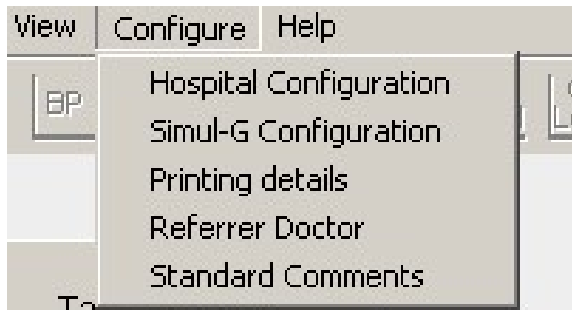 View Configure Help
BP
Hospital Configuration
Simul-G Configuration
Printing details
Referrer Doctor
Standard Comments